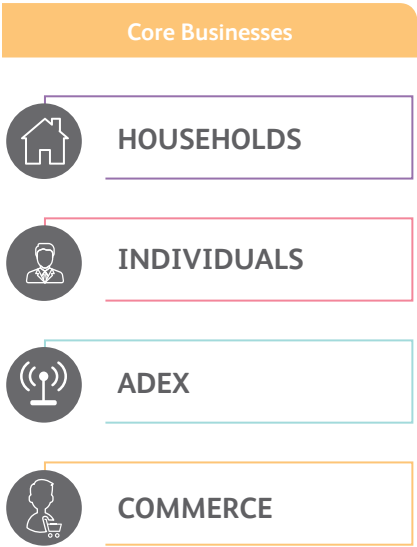 Core Businesses
HOUSEHOLDS
INDIVIDUALS
ADEX
COMMERCE